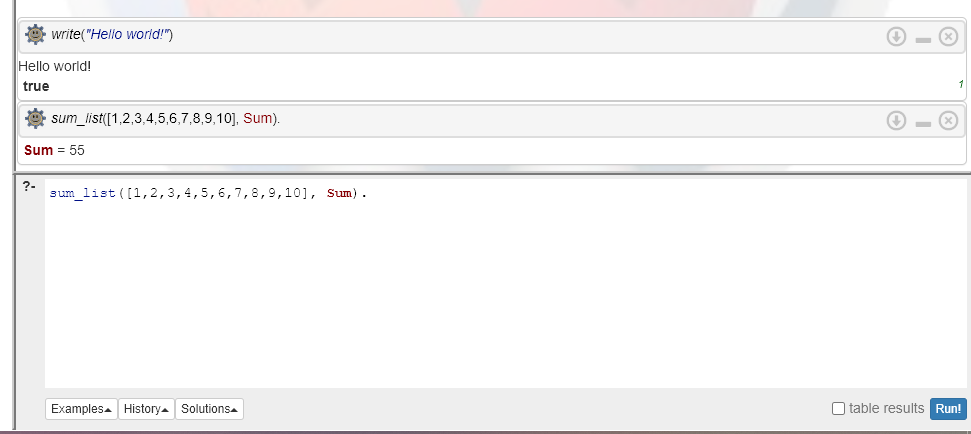 write("Hello world!")
Hello world!
true
1
sum_list([1,2,3,4,5,6,7,8,9,10], Sum).
Sum = 55
?- sum_list([1,2,3,4,5,6,7,8,9,10], Sum).
Examples History Solutions table results Run!